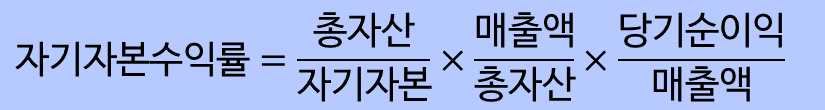 자기자본수익률 = 총자산/자기자본 × 매출액/총자산 × 당기순이익/매출액